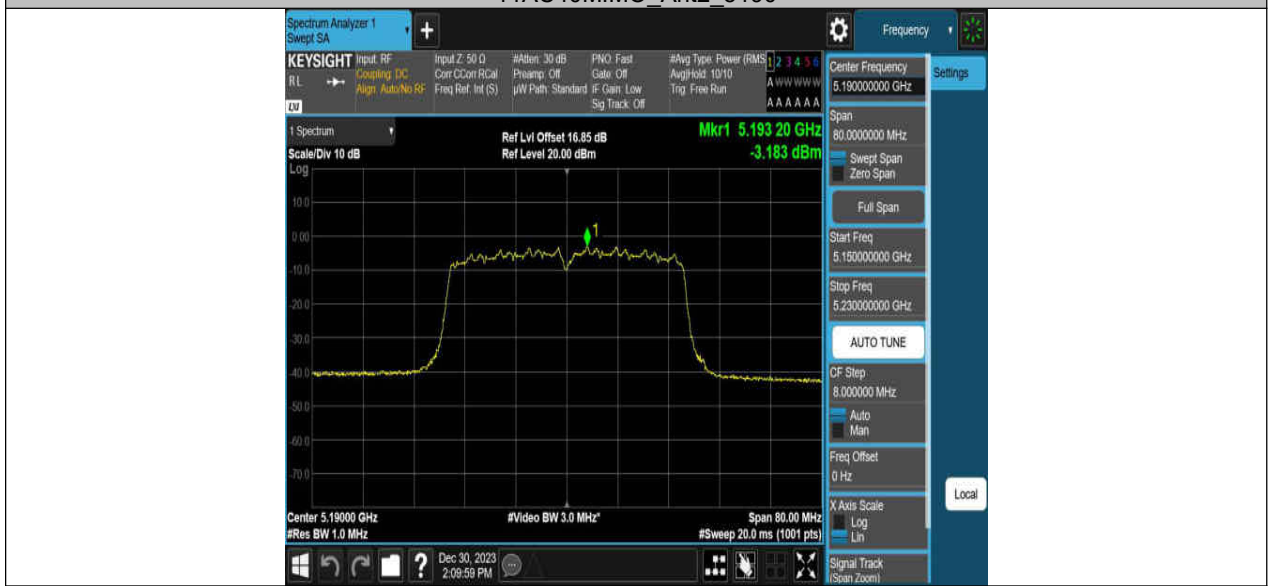 Spectrum Analyzer 1
Swept SA
+
Frequency
KEYSIGHT
RL
LXI
Input: RF
Coupling: DC
Align: Auto/No RF
Input Z: 50 Ω
Corr CCorr RCal
Freq Ref: Int (S)
#Atten: 30 dB
Preamp: Off
µW Path: Standard
PNO: Fast
Gate: Off
IF Gain: Low
Sig Track: Off
#Avg Type: Power (RMS
Avg|Hold: 10/10
Trig: Free Run
1 2 3 4 5 6
A W W W W W
A A A A A A
1 Spectrum
Scale/Div 10 dB
Log
Ref Lvl Offset 16.85 dB
Ref Level 20.00 dBm
Mkr1 5.193 20 GHz
-3.183 dBm
10.0
0.00
-10.0
-20.0
-30.0
-40.0
-50.0
-60.0
-70.0
1
Center 5.19000 GHz
#Res BW 1.0 MHz
#Video BW 3.0 MHz*
Span 80.00 MHz
#Sweep 20.0 ms (1001 pts)
Center Frequency
5.190000000 GHz
Settings
Span
80.0000000 MHz
Swept Span
Zero Span
Full Span
Start Freq
5.150000000 GHz
Stop Freq
5.230000000 GHz
AUTO TUNE
CF Step
8.000000 MHz
Auto
Man
Freq Offset
0 Hz
X Axis Scale
Log
Lin
Local
Signal Track
(Span Zoom)
?
Dec 30, 2023
2:09:59 PM